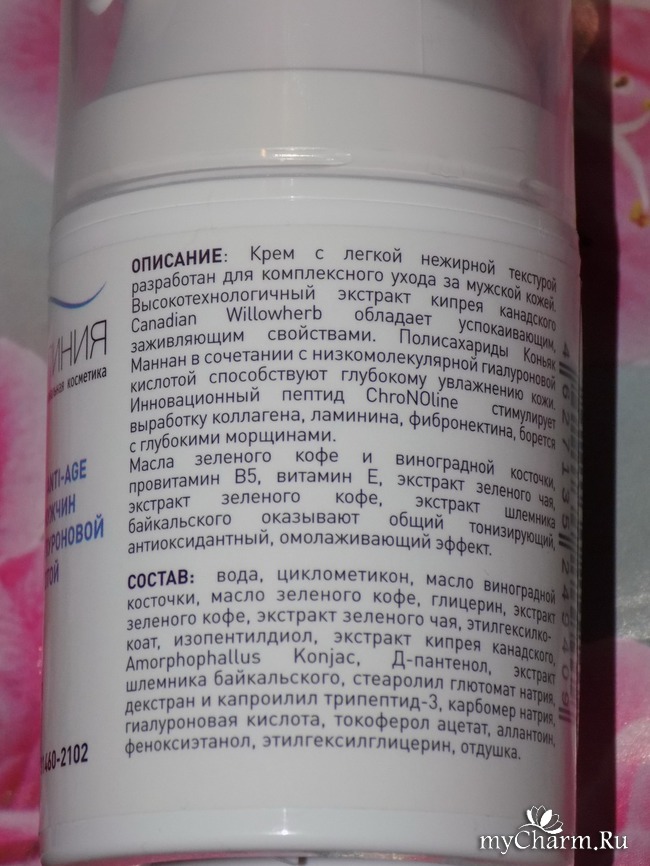 ОПИСАНИЕ: Крем с легкой нежирной текстурой
разработан для комплексного ухода за мужской кожей.
Высокотехнологичный экстракт кипрея канадского
Canadian Willowherb обладает успокаивающим,
заживляющим свойствами. Полисахариды Коньяк
Маннан в сочетании с низкомолекулярной гиалуроновой
кислотой способствуют глубокому увлажнению кожи.
Инновационный пептид ChroNOline стимулирует
выработку коллагена, ламинина, фибронектина, борется
с глубокими морщинами.
Масла зеленого кофе и виноградной косточки,
провитамин В5, витамин Е, экстракт зеленого чая,
экстракт зеленого кофе, экстракт шлемника
байкальского оказывают общий тонизирующий,
антиоксидантный, омолаживающий эффект.
СОСТАВ: вода, циклометикон, масло виноградной
косточки, масло зеленого кофе, глицерин, экстракт
зеленого кофе, экстракт зеленого чая, этилгексилко-
коат, изопентилдиол, экстракт кипрея канадского,
Amorphophallus Konjac, Д-пантенол, экстракт
шлемника байкальского, стеаролил глютомат натрия,
декстран и капроилил трипептид-3, карбомер натрия,
гиалуроновая кислота, токоферол ацетат, аллантоин,
феноксиэтанол, этилгексилглицерин, отдушка.
ИНИЯ
альная косметика
ANTI-AGE
ЖЧИН
УРОНОВОЙ
ОТОЙ
460-2102
myCharm.Ru